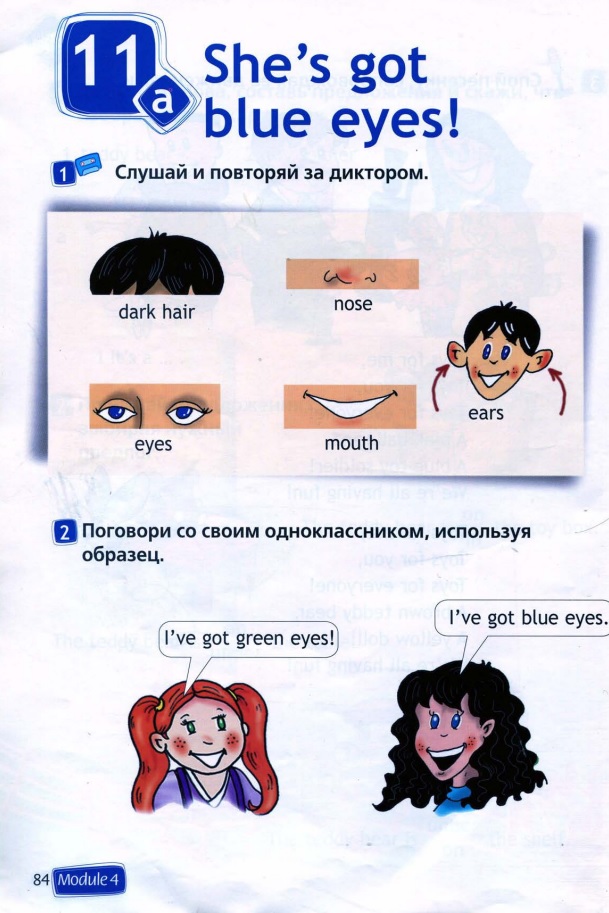 11
a
She's got
blue eyes!
1
Слушай и повторяй за диктором.
dark hair
nose
eyes
mouth
ears
2 Поговори со своим одноклассником, используя
образец.
I've got green eyes!
I've got blue eyes.
84 Module 4